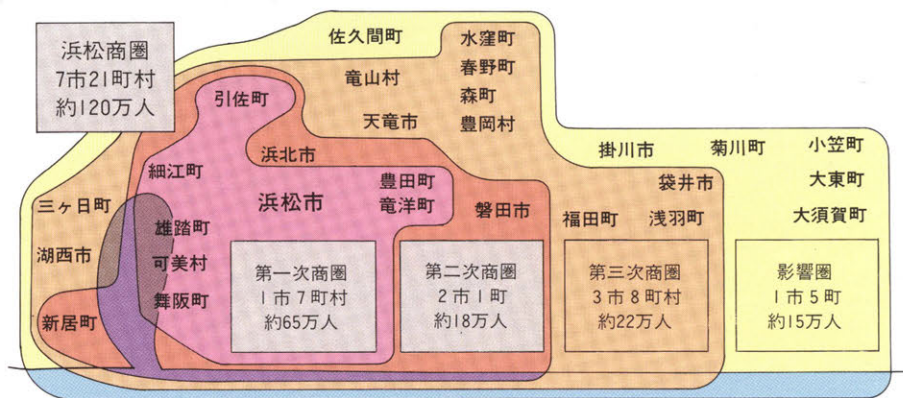 浜松商圏
7市21町村
約120万人
佐久間町
水窪町
春野町
森町
豊岡村
竜山村
天竜市
引佐町
浜北市
細江町
浜松市
豊田町
竜洋町
磐田市
三ヶ日町
湖西市
新居町
雄踏町
可美村
舞阪町
掛川市
菊川町
小笠町
大東町
大須賀町
袋井市
福田町
浅羽町
第一次商圏
1市7町村
約65万人
第二次商圏
2市1町
約18万人
第三次商圏
3市8町村
約22万人
影響圏
1市5町
約15万人